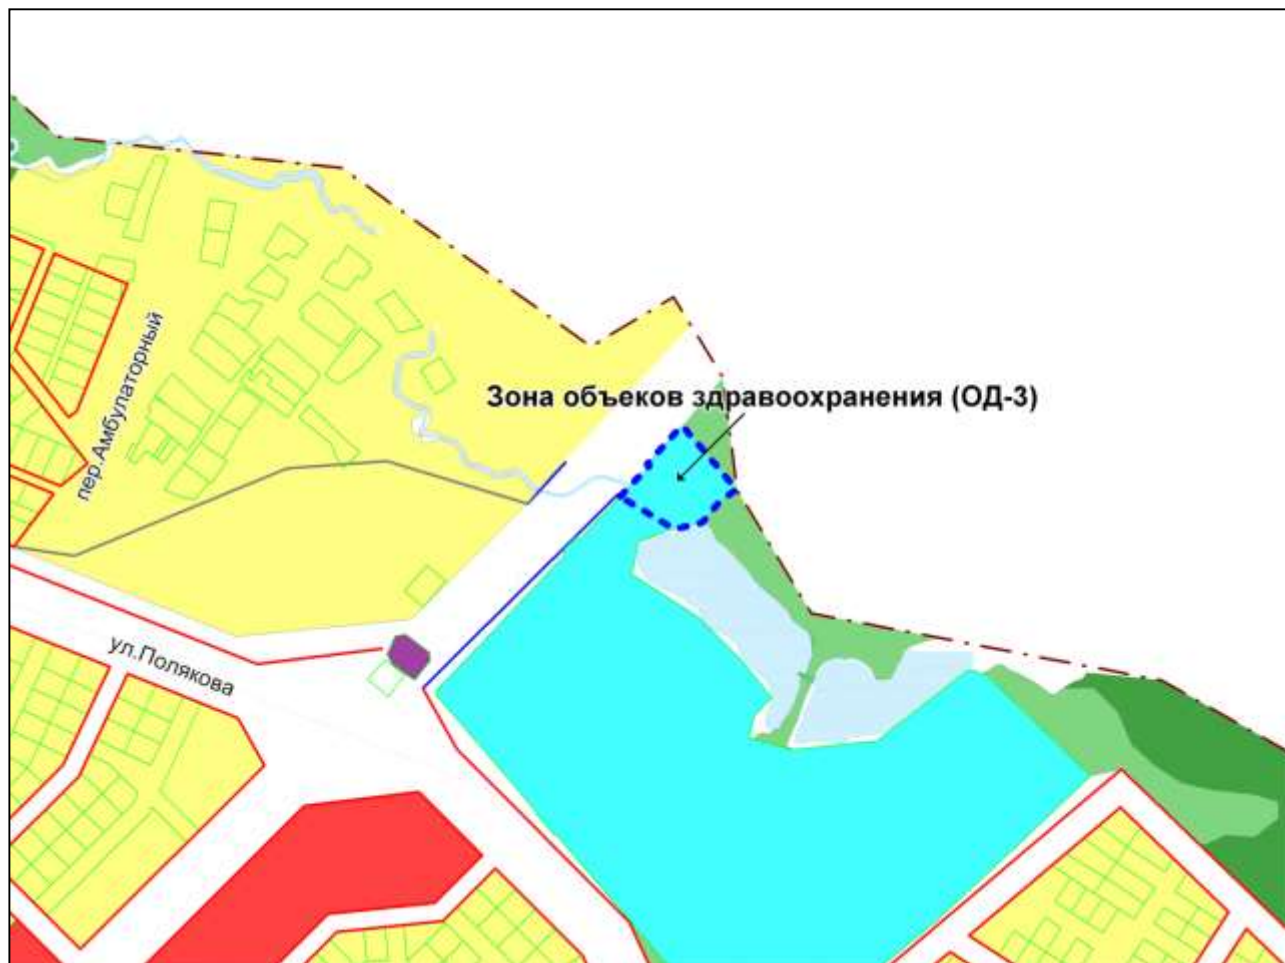 пер.Амбулаторный
Зона объеков здравоохранения (ОД-3)
ул.Полякова